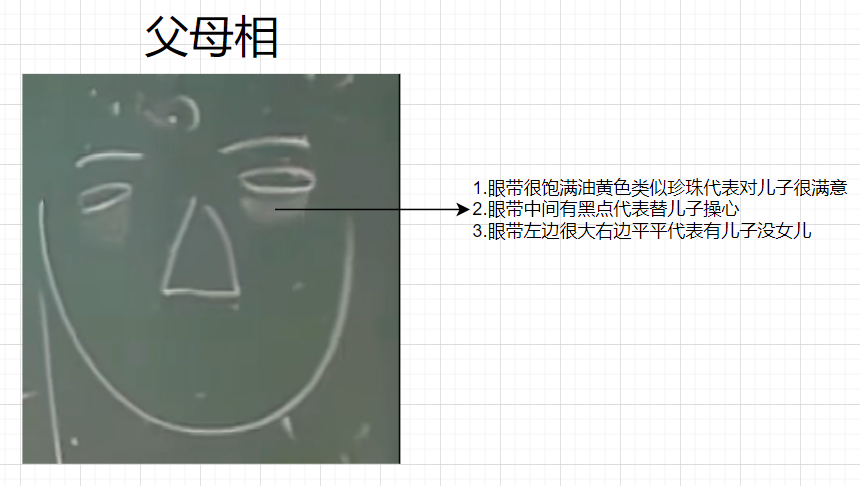 父母相
1.眼带很饱满油黄色类似珍珠代表对儿子很满意
2.眼带中间有黑点代表替儿子操心
3.眼带左边很大右边平平代表有儿子没女儿